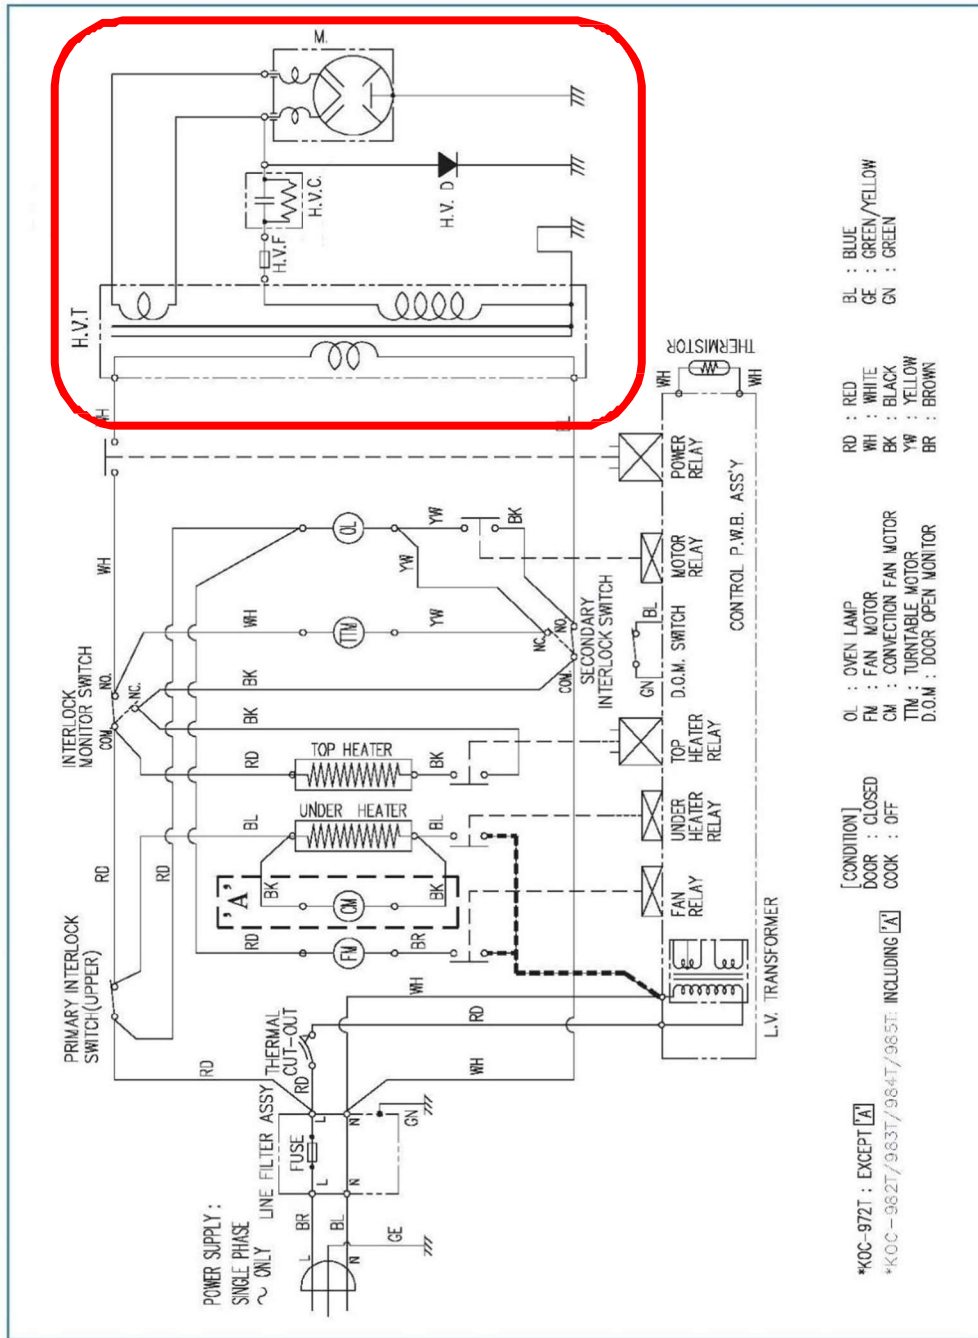 POWER SUPPLY :
SINGLE PHASE
~ ONLY
BR
BL
L
N
GE
LINE FILTER ASSY
FUSE
L
N
L
N
GN
THERMAL
CUT-OUT
RD
RD
WH
PRIMARY INTERLOCK
SWITCH(UPPER)
RD
RD
WH
RD
RD
FM
BR
'A'
BK
CM
BK
BL
UNDER HEATER
BL
RD
TOP HEATER
BK
INTERLOCK
MONITOR SWITCH
COM.
NO.
NC.
BK
BK
WH
TTM
YW
WH
OL
YW
YW
BK
NC.
NO.
COM.
SECONDARY
INTERLOCK SWITCH
WH
H.V.T
H.V.F
H.V.C.
H.V. D
M.
L.V. TRANSFORMER
FAN
RELAY
UNDER
HEATER
RELAY
TOP
HEATER
RELAY
GN
BL
D.O.M. SWITCH
MOTOR
RELAY
POWER
RELAY
CONTROL P.W.B. ASS'Y
WH
WH
THERMISTOR
*KOC-972T : EXCEPT 'A'
*KOC-982T/983T/984T/985T: INCLUDING 'A'
[CONDITION]
DOOR : CLOSED
COOK : OFF
OL : OVEN LAMP
FM : FAN MOTOR
CM : CONVECTION FAN MOTOR
TTM : TURNTABLE MOTOR
D.O.M : DOOR OPEN MONITOR
RD : RED
WH : WHITE
BK : BLACK
YW : YELLOW
BR : BROWN
BL : BLUE
GE : GREEN/YELLOW
GN : GREEN